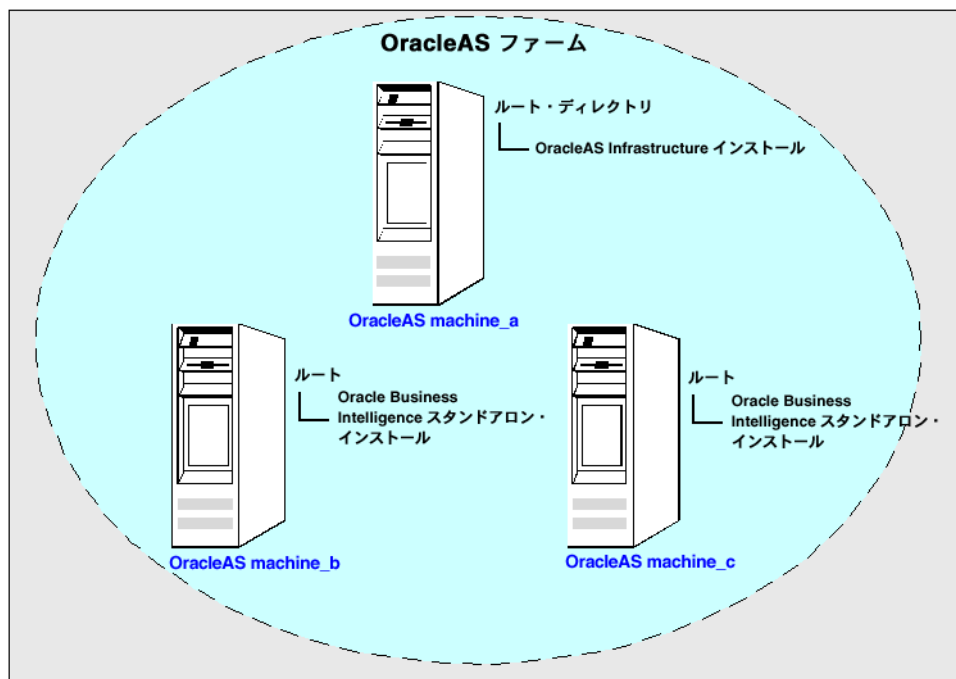 OracleAS ファーム
ルート・ディレクトリ
OracleAS Infrastructure インストール
OracleAS machine_a
ルート
Oracle Business
Intelligence スタンドアロン・
インストール
OracleAS machine_b
ルート
Oracle Business
Intelligence スタンドアロン・
インストール
OracleAS machine_c